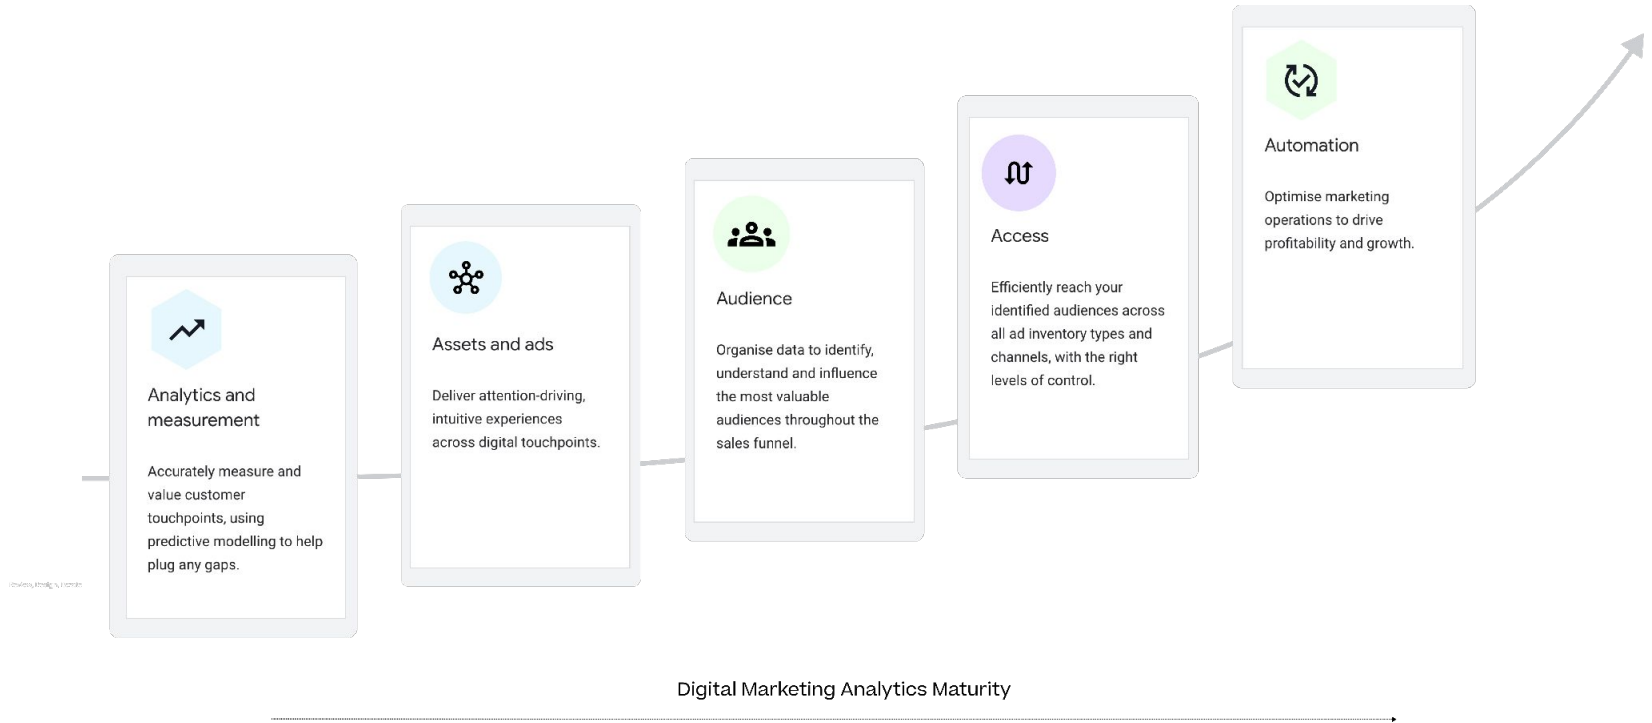 Analytics and
measurement
Accurately measure and
value customer
touchpoints, using
predictive modelling to help
plug any gaps.
Assets and ads
Deliver attention-driving,
intuitive experiences
across digital touchpoints.
Audience
Organise data to identify,
understand and influence
the most valuable
audiences throughout the
sales funnel.
Access
Efficiently reach your
identified audiences across
all ad inventory types and
channels, with the right
levels of control.
Automation
Optimise marketing
operations to drive
profitability and growth.
Digital Marketing Analytics Maturity